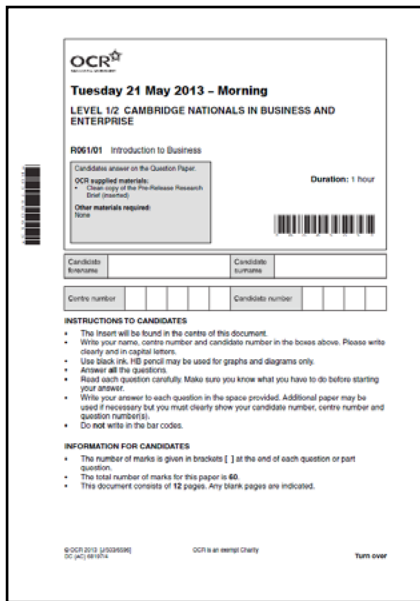 OCR
Tuesday 21 May 2013 – Morning
LEVEL 1/2 CAMBRIDGE NATIONALS IN BUSINESS AND
ENTERPRISE
R061/01 Introduction to Business
Candidates answer on the Question Paper.
OCR supplied materials:
• Clean copy of the Pre-Release Research
Brief (inserted)
Other materials required:
None
Duration: 1 hour
Candidate
forename
Candidate
surname
Centre number
Candidate number
INSTRUCTIONS TO CANDIDATES
• The Insert will be found in the centre of this document.
• Write your name, centre number and candidate number in the boxes above. Please write
clearly and in capital letters.
• Use black ink. HB pencil may be used for graphs and diagrams only.
• Answer all the questions.
• Read each question carefully. Make sure you know what you have to do before starting
your answer.
• Write your answer to each question in the space provided. Additional paper may be
used if necessary but you must clearly show your candidate number, centre number and
question number(s).
• Do not write in the bar codes.
INFORMATION FOR CANDIDATES
• The number of marks is given in brackets [ ] at the end of each question or part
question.
• The total number of marks for this paper is 60.
• This document consists of 12 pages. Any blank pages are indicated.
© OCR 2013
OCR is an exempt Charity
Turn over